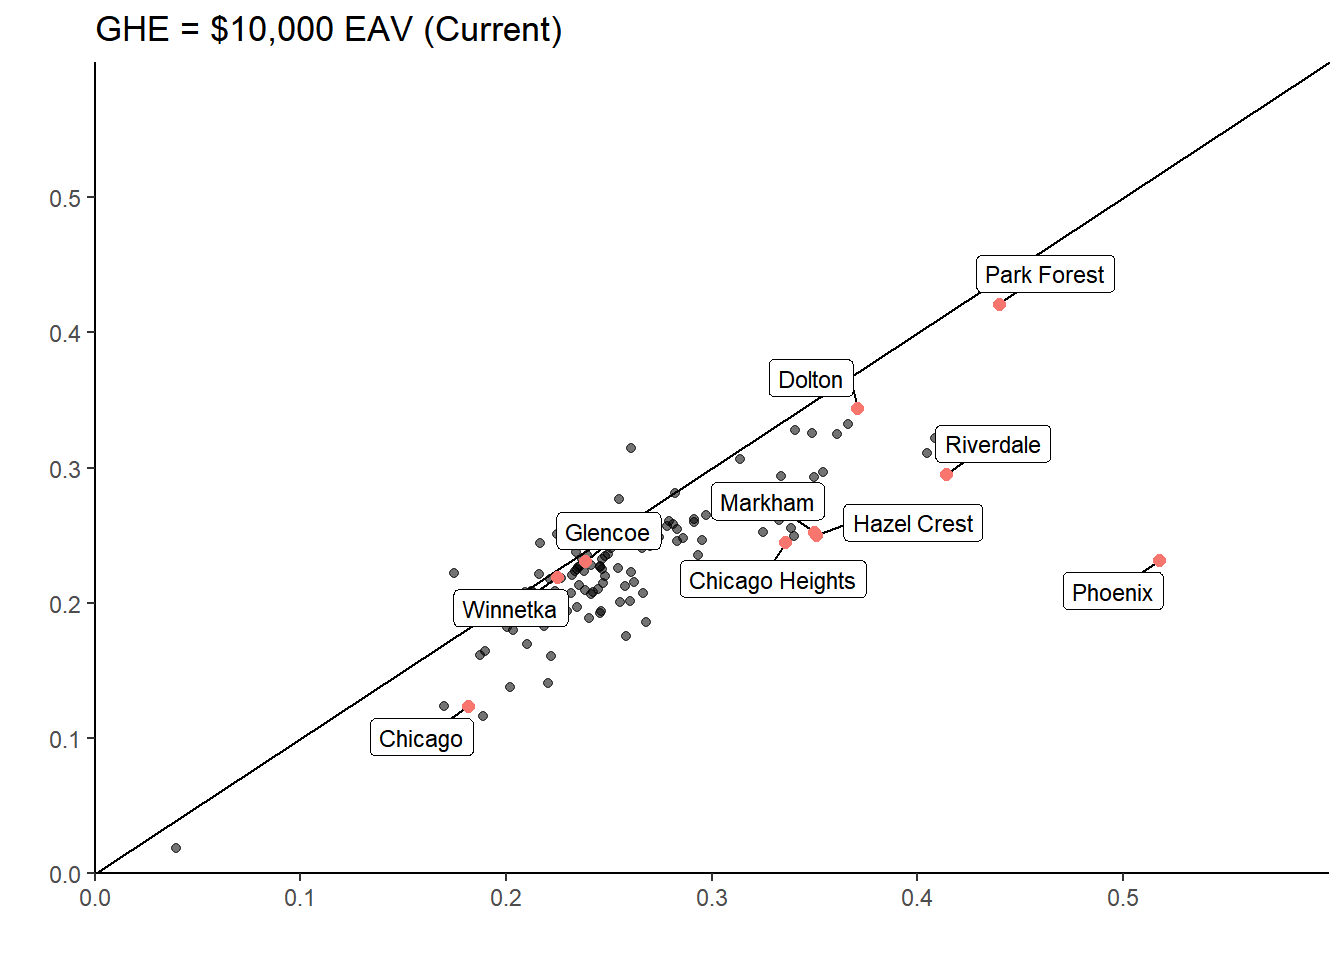 GHE = $10,000 EAV (Current)
0.5
Park Forest
0.4
Dolton
Riverdale
0.3
Markham
Hazel Crest
Glencoe
Chicago Heights
Phoenix
0.2
Winnetka
0.1
Chicago
0.0
0.0 0.1 0.2 0.3 0.4 0.5